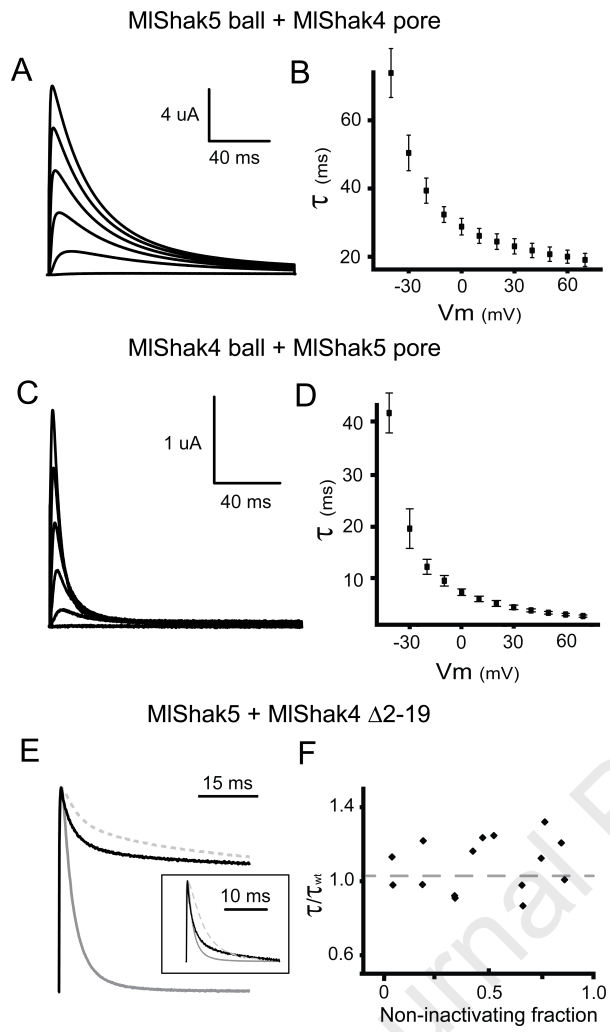 MlShak5 ball + MlShak4 pore
A
4 uA
40 ms
B
60
40
20
τ (ms)
-30 0 30 60
Vm (mV)
MlShak4 ball + MlShak5 pore
C
1 uA
40 ms
D
40
30
20
10
τ (ms)
-30 0 30 60
Vm (mV)
MlShak5 + MlShak4 Δ2-19
E
15 ms
10 ms
F
1.4
1.0
0.6
τ/τwt
0 0.5 1.0
Non-inactivating fraction
urnal